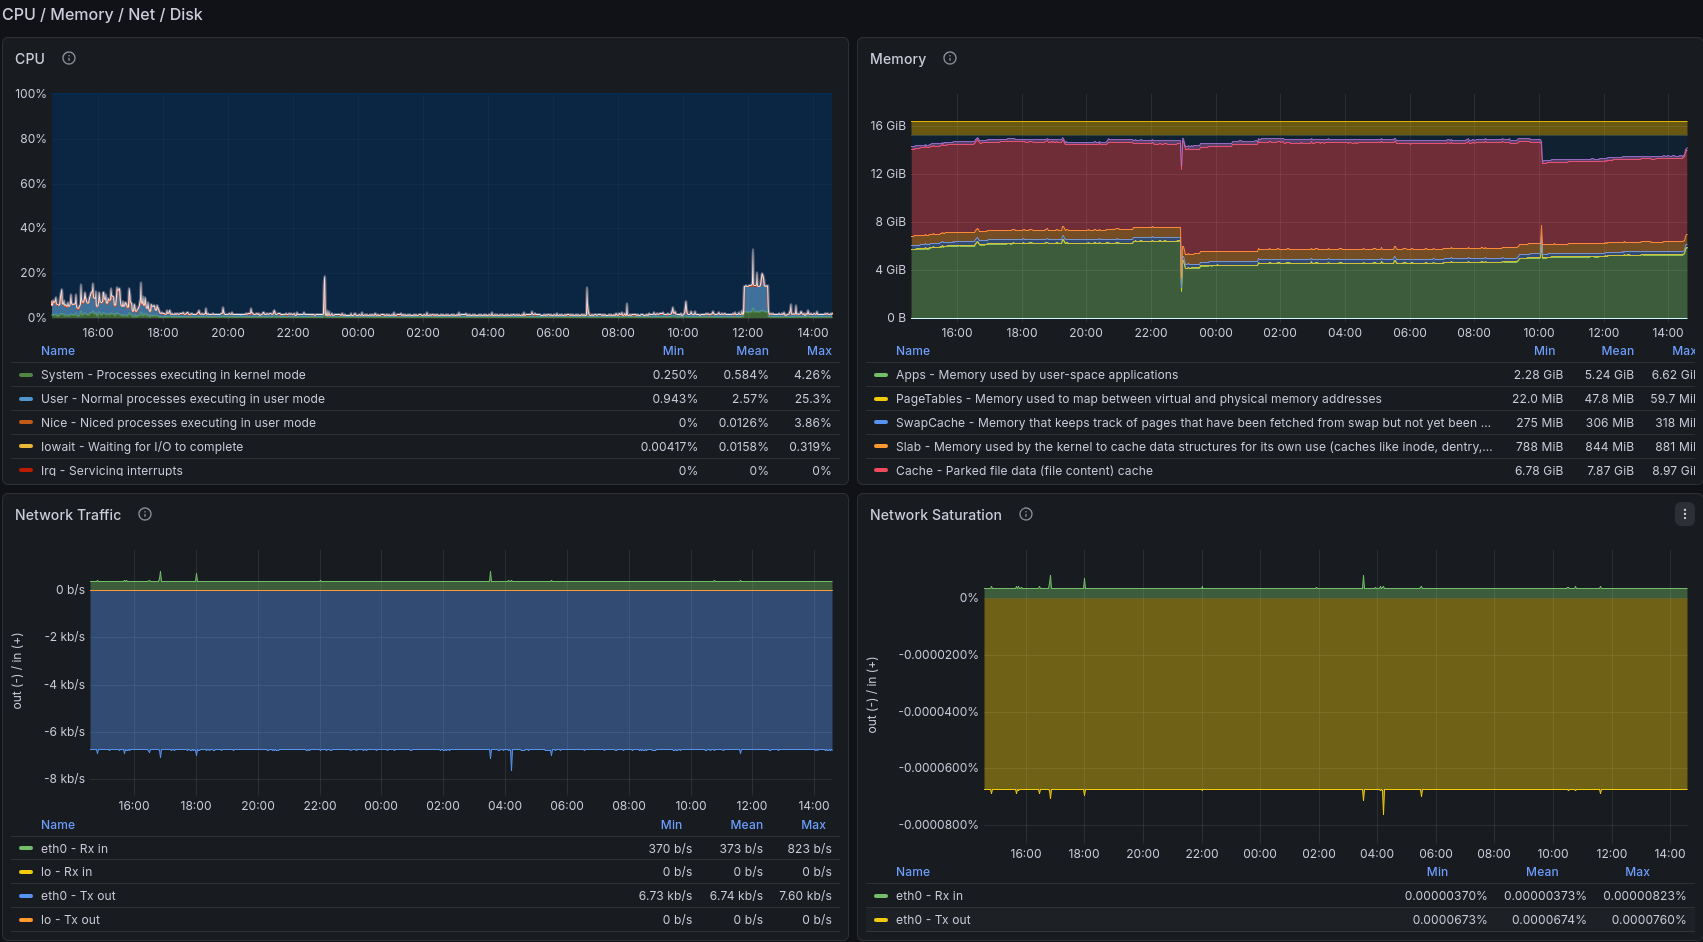 CPU / Memory / Net / Disk
CPU
100%
80%
60%
40%
20%
0%
16:00 18:00 20:00 22:00 00:00 02:00 04:00 06:00 08:00 10:00 12:00 14:00
Name Min Mean Max
System - Processes executing in kernel mode 0.250% 0.584% 4.26%
User - Normal processes executing in user mode 0.943% 2.57% 25.3%
Nice - Niced processes executing in user mode 0% 0.0126% 3.86%
Iowait - Waiting for I/O to complete 0.00417% 0.0158% 0.319%
Irq - Servicing interrupts 0% 0% 0%
Memory
16 GiB
12 GiB
8 GiB
4 GiB
0 B
16:00 18:00 20:00 22:00 00:00 02:00 04:00 06:00 08:00 10:00 12:00 14:00
Name Min Mean Max
Apps - Memory used by user-space applications 2.28 GiB 5.24 GiB 6.62 GiB
PageTables - Memory used to map between virtual and physical memory addresses 22.0 MiB 47.8 MiB 59.7 MiB
SwapCache - Memory that keeps track of pages that have been fetched from swap but not yet been ... 275 MiB 306 MiB 318 MiB
Slab - Memory used by the kernel to cache data structures for its own use (caches like inode, dentry,... 788 MiB 844 MiB 881 MiB
Cache - Parked file data (file content) cache 6.78 GiB 7.87 GiB 8.97 GiB
Network Traffic
out (-) / in (+)
0 b/s
-2 kb/s
-4 kb/s
-6 kb/s
-8 kb/s
16:00 18:00 20:00 22:00 00:00 02:00 04:00 06:00 08:00 10:00 12:00 14:00
Name Min Mean Max
eth0 - Rx in 370 b/s 373 b/s 823 b/s
lo - Rx in 0 b/s 0 b/s 0 b/s
eth0 - Tx out 6.73 kb/s 6.74 kb/s 7.60 kb/s
lo - Tx out 0 b/s 0 b/s 0 b/s
Network Saturation
out (-) / in (+)
0%
-0.0000200%
-0.0000400%
-0.0000600%
-0.0000800%
16:00 18:00 20:00 22:00 00:00 02:00 04:00 06:00 08:00 10:00 12:00 14:00
Name Min Mean Max
eth0 - Rx in 0.00000370% 0.00000373% 0.00000823%
eth0 - Tx out 0.0000673% 0.0000674% 0.0000760%